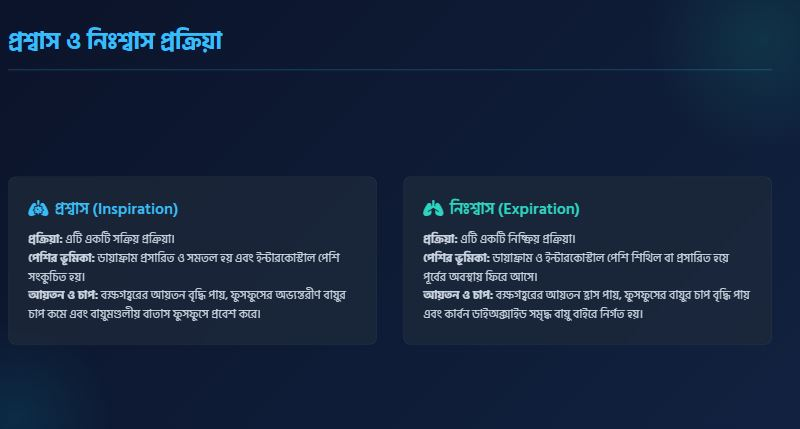 প্রশ্বাস ও নিঃশ্বাস প্রক্রিয়া
প্রশ্বাস (Inspiration)
প্রক্রিয়া: এটি একটি সক্রিয় প্রক্রিয়া।
পেশির ভূমিকা: ডায়াফ্রাম প্রসারিত ও সমতল হয় এবং ইন্টারকোস্টাল পেশি
সংকুচিত হয়।
আয়তন ও চাপ: বক্ষগহ্বরের আয়তন বৃদ্ধি পায়, ফুসফুসের অভ্যন্তরীণ বায়ুর
চাপ কমে এবং বায়ুমণ্ডলীয় বাতাস ফুসফুসে প্রবেশ করে।
নিঃশ্বাস (Expiration)
প্রক্রিয়া: এটি একটি নিষ্ক্রিয় প্রক্রিয়া।
পেশির ভূমিকা: ডায়াফ্রাম ও ইন্টারকোস্টাল পেশি শিথিল বা প্রসারিত হয়ে
পূর্বের অবস্থায় ফিরে আসে।
আয়তন ও চাপ: বক্ষগহ্বরের আয়তন হ্রাস পায়, ফুসফুসের বায়ুর চাপ বৃদ্ধি পায়
এবং কার্বন ডাইঅক্সাইড সমৃদ্ধ বায়ু বাইরে নির্গত হয়।